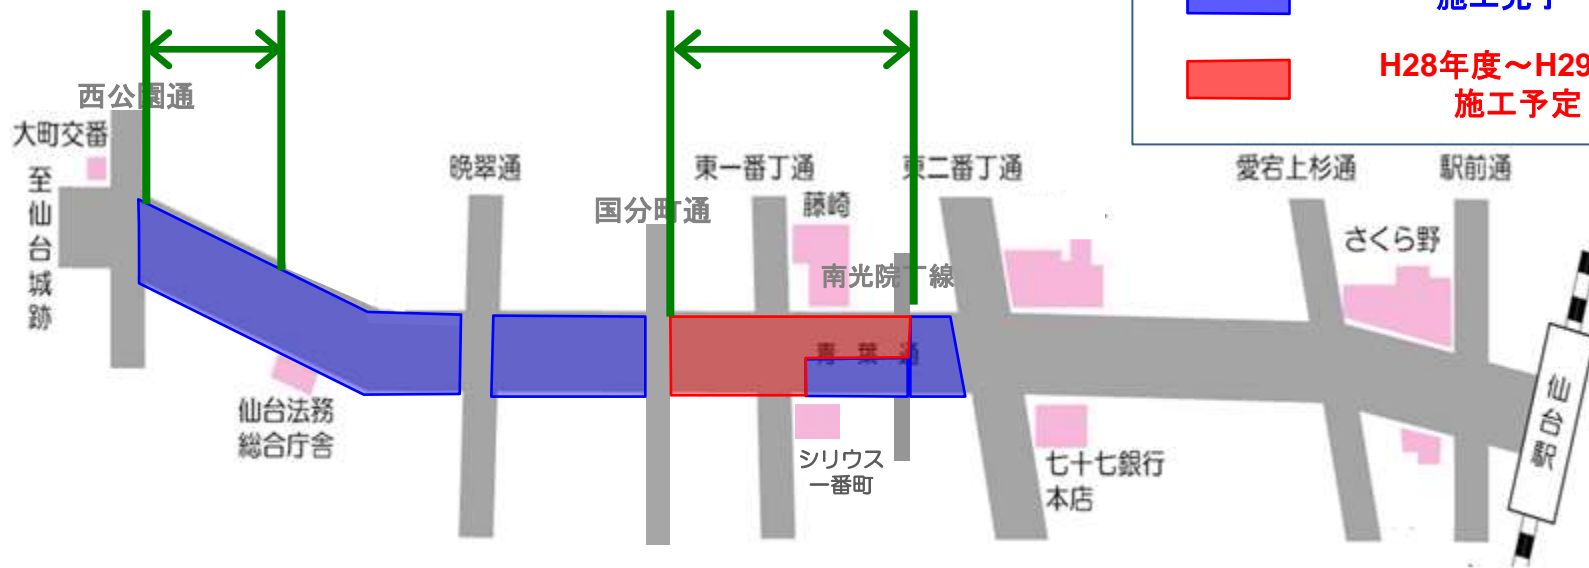 施工完了
H28年度～H29
施工予定
西公園通
大町交番
至仙台城跡
晩翠通
国分町通
東一番丁通
藤崎
東二番丁通
南光院丁線
愛宕上杉通
駅前通
さくら野
青葉通
仙台法務
総合庁舎
シリウス
一番町
七十七銀行
本店
仙台駅